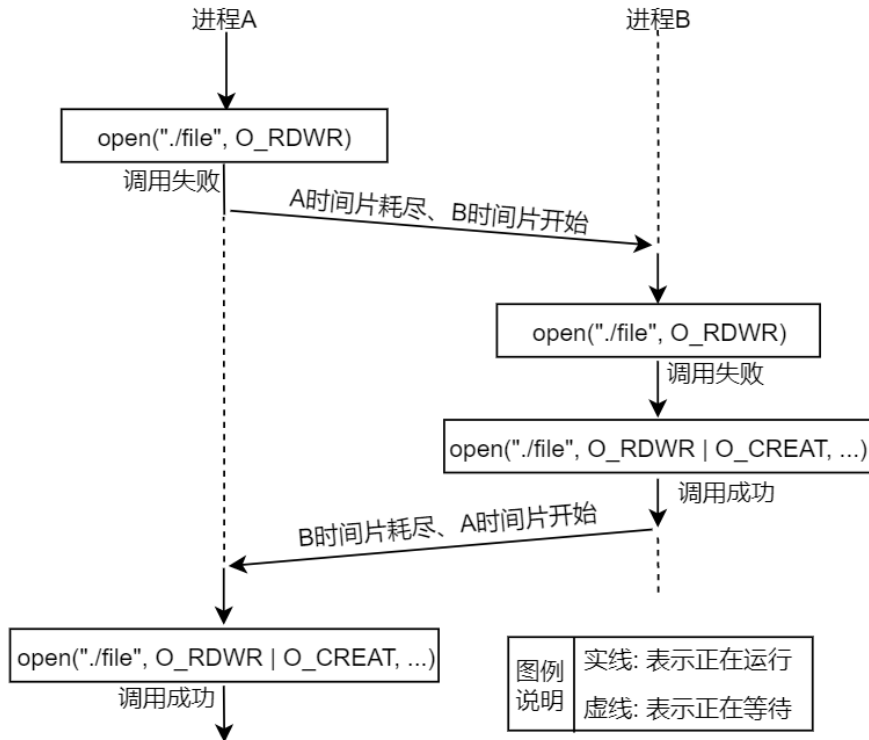 进程A
进程B
open("./file", O_RDWR)
调用失败
A时间片耗尽、B时间片开始
open("./file", O_RDWR)
调用失败
open("./file", O_RDWR | O_CREAT, ...)
调用成功
B时间片耗尽、A时间片开始
open("./file", O_RDWR | O_CREAT, ...)
调用成功
图例
说明
实线: 表示正在运行
虚线: 表示正在等待